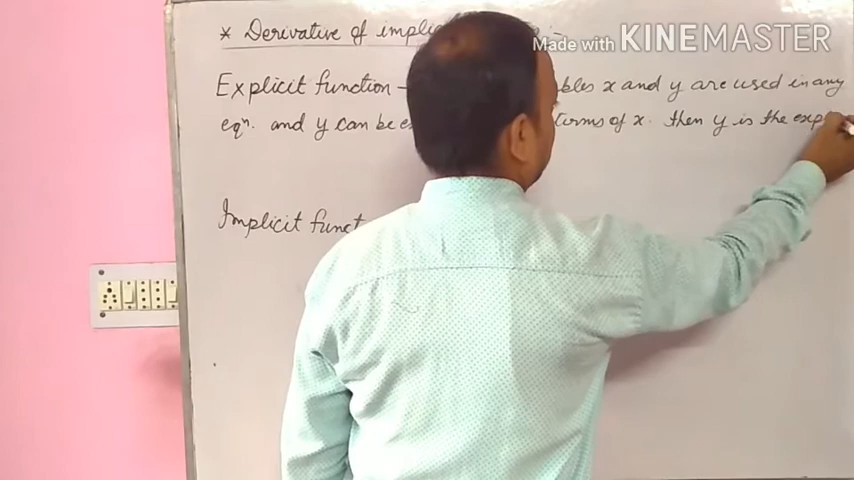 * Derivative of implici :-
Made with KINEMASTER
Explicit function - bles x and y are used in any
eqⁿ. and y can be e terms of x. then y is the exp
Implicit funct